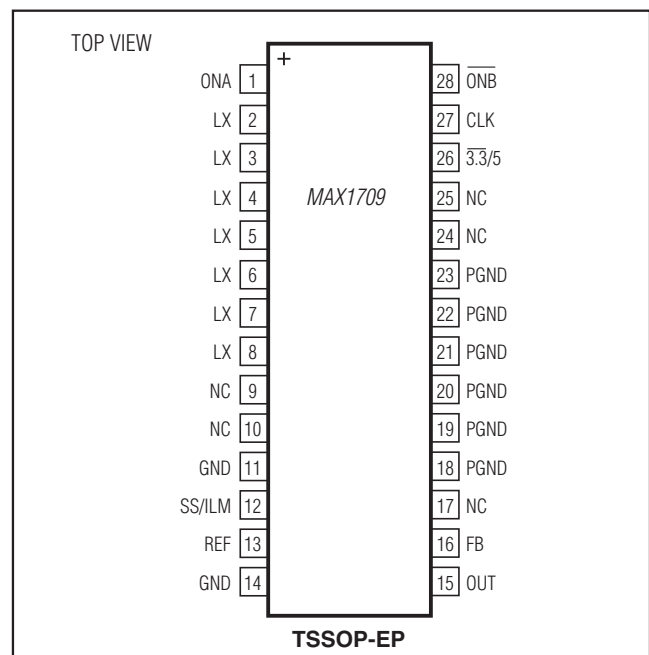 TOP VIEW
+
MAX1709
ONA 1
LX 2
LX 3
LX 4
LX 5
LX 6
LX 7
LX 8
NC 9
NC 10
GND 11
SS/ILM 12
REF 13
GND 14
28 O̅N̅B̅
27 CLK
26 3̅.3̅/5
25 NC
24 NC
23 PGND
22 PGND
21 PGND
20 PGND
19 PGND
18 PGND
17 NC
16 FB
15 OUT
TSSOP-EP